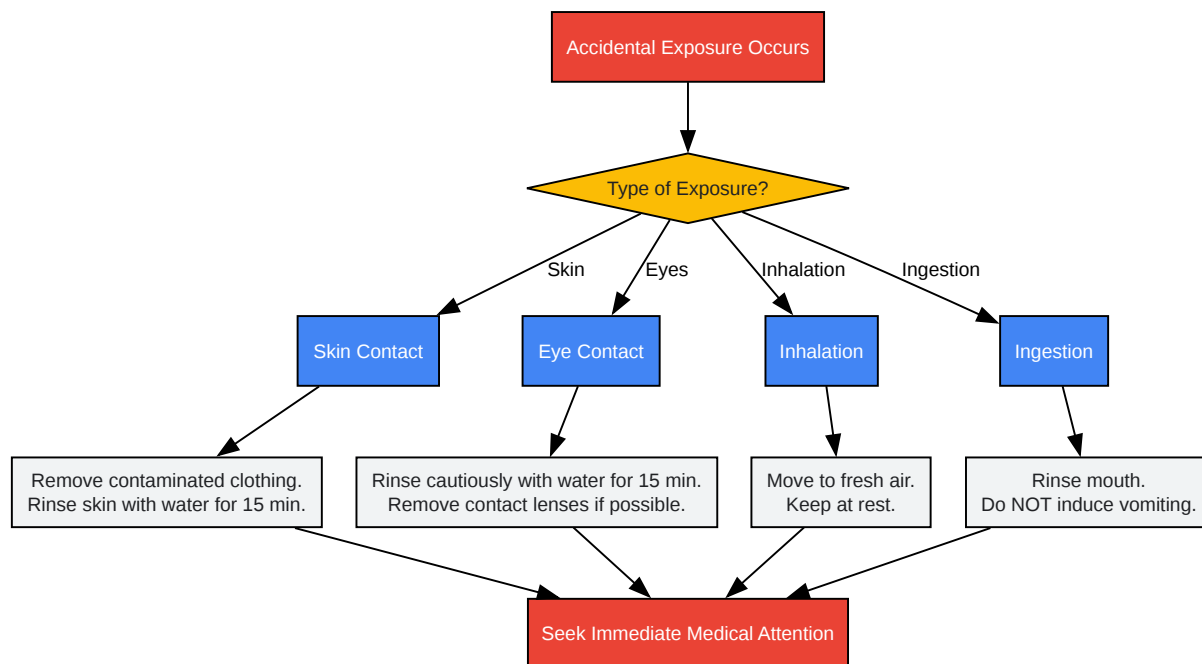 Accidental Exposure Occurs
Type of Exposure?
Skin
Eyes
Inhalation
Ingestion
Skin Contact
Eye Contact
Inhalation
Ingestion
Remove contaminated clothing.
Rinse skin with water for 15 min.
Rinse cautiously with water for 15 min.
Remove contact lenses if possible.
Move to fresh air.
Keep at rest.
Rinse mouth.
Do NOT induce vomiting.
Seek Immediate Medical Attention